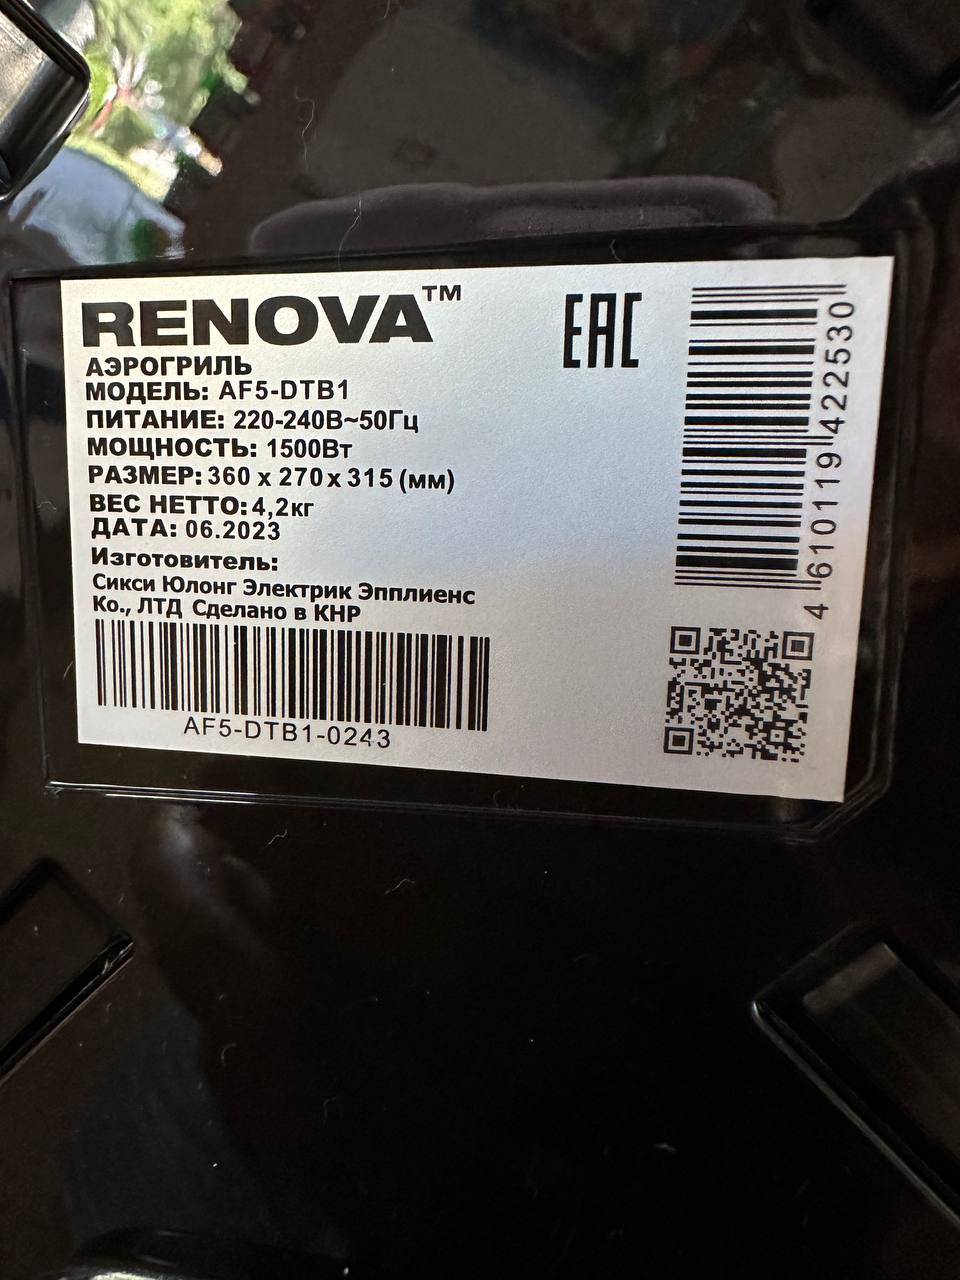 RENOVA™
EAC
АЭРОГРИЛЬ
МОДЕЛЬ: AF5-DTB1
ПИТАНИЕ: 220-240В~50Гц
МОЩНОСТЬ: 1500Вт
РАЗМЕР: 360 x 270 x 315 (мм)
ВЕС НЕТТО: 4,2кг
ДАТА: 06.2023
Изготовитель:
Сикси Юлонг Электрик Эпплиенс
Ко., ЛТД Сделано в КНР
AF5-DTB1-0243
4 610119 422530